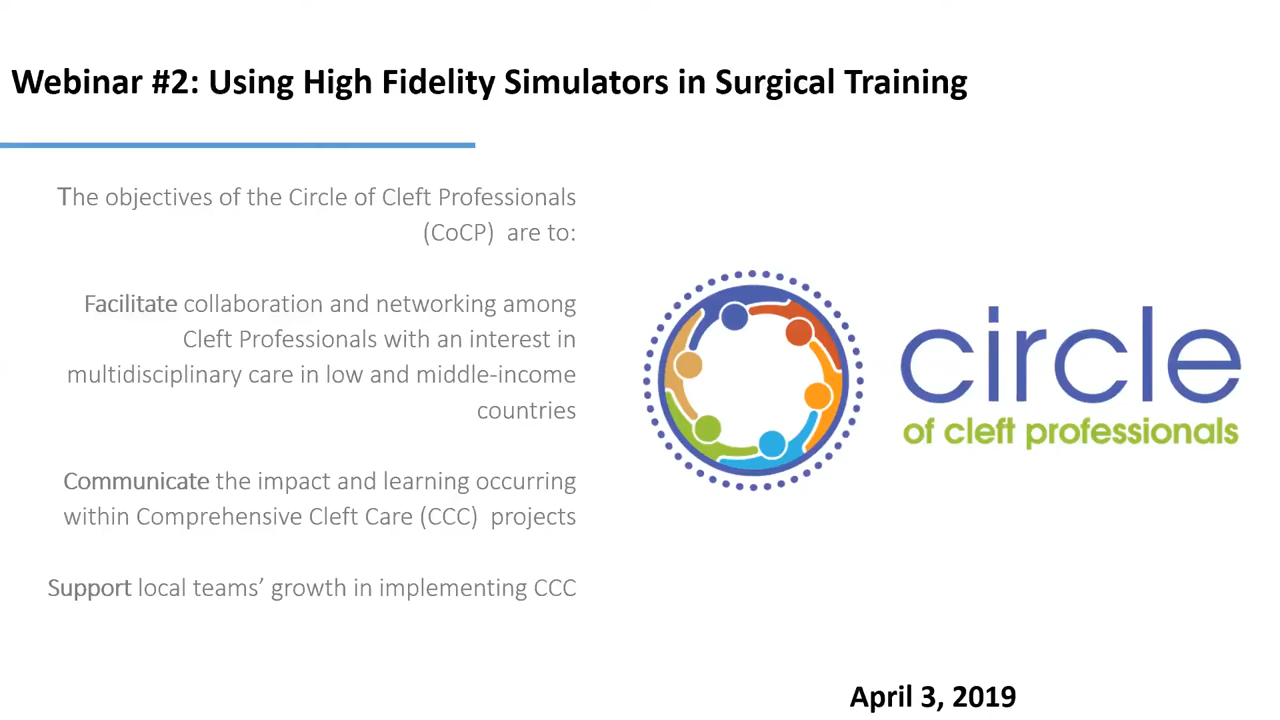 Webinar #2: Using High Fidelity Simulators in Surgical Training
The objectives of the Circle of Cleft Professionals
(CoCP) are to:
Facilitate collaboration and networking among
Cleft Professionals with an interest in
multidisciplinary care in low and middle-income
countries
Communicate the impact and learning occurring
within Comprehensive Cleft Care (CCC) projects
Support local teams’ growth in implementing CCC
circle
of cleft professionals
April 3, 2019